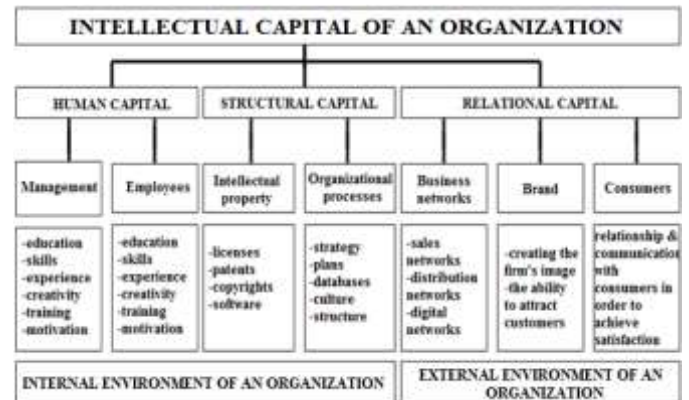 INTELLECTUAL CAPITAL OF AN ORGANIZATION
HUMAN CAPITAL
STRUCTURAL CAPITAL
RELATIONAL CAPITAL
Management
Employees
Intellectual
property
Organizational
processes
Business
networks
Brand
Consumers
-education
-skills
-experience
-creativity
-training
-motivation
-education
-skills
-experience
-creativity
-training
-motivation
-licenses
-patents
-copyrights
-software
-strategy
-plans
-databases
-culture
-structure
-sales
networks
-distribution
networks
-digital
networks
-creating the
firm's image
-the ability
to attract
customers
relationship &
communication
with
consumers in
order to
achieve
satisfaction
INTERNAL ENVIRONMENT OF AN ORGANIZATION
EXTERNAL ENVIRONMENT OF AN
ORGANIZATION